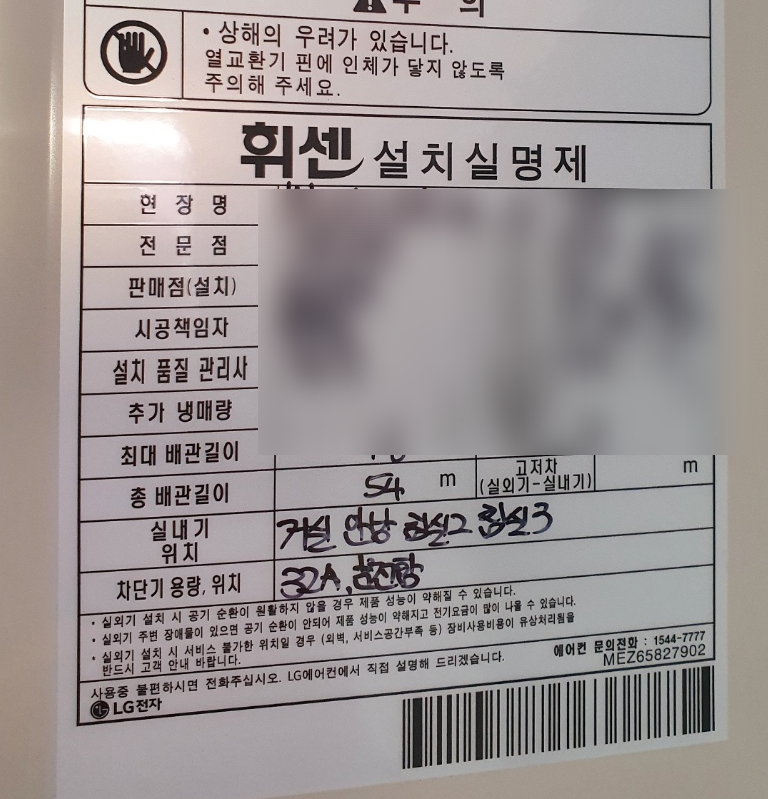 주 의
• 상해의 우려가 있습니다.
열교환기 핀에 인체가 닿지 않도록
주의해 주세요.
휘센 설치실명제
현 장 명
전 문 점
판매점(설치)
시공책임자
설치 품질 관리사
추가 냉매량
최대 배관길이
고저차 (실외기-실내기) m
총 배관길이 54 m
실내기 위치 거실 안방 침실2 침실3
차단기 용량, 위치 32A, 분전함
• 실외기 설치 시 공기 순환이 원활하지 않을 경우 제품 성능이 약해질 수 있습니다.
• 실외기 주변 장애물이 있으면 공기 순환이 안되어 제품 성능이 약해지고 전기요금이 많이 나올 수 있습니다.
• 실외기 설치 시 서비스 불가한 위치일 경우 (외벽, 서비스공간부족 등) 장비사용비용이 유상처리됨을
반드시 고객 안내 바랍니다.
에어컨 문의전화 : 1544-7777
사용중 불편하시면 전화주십시오. LG에어컨에서 직접 설명해 드리겠습니다.
MEZ65827902
LG전자